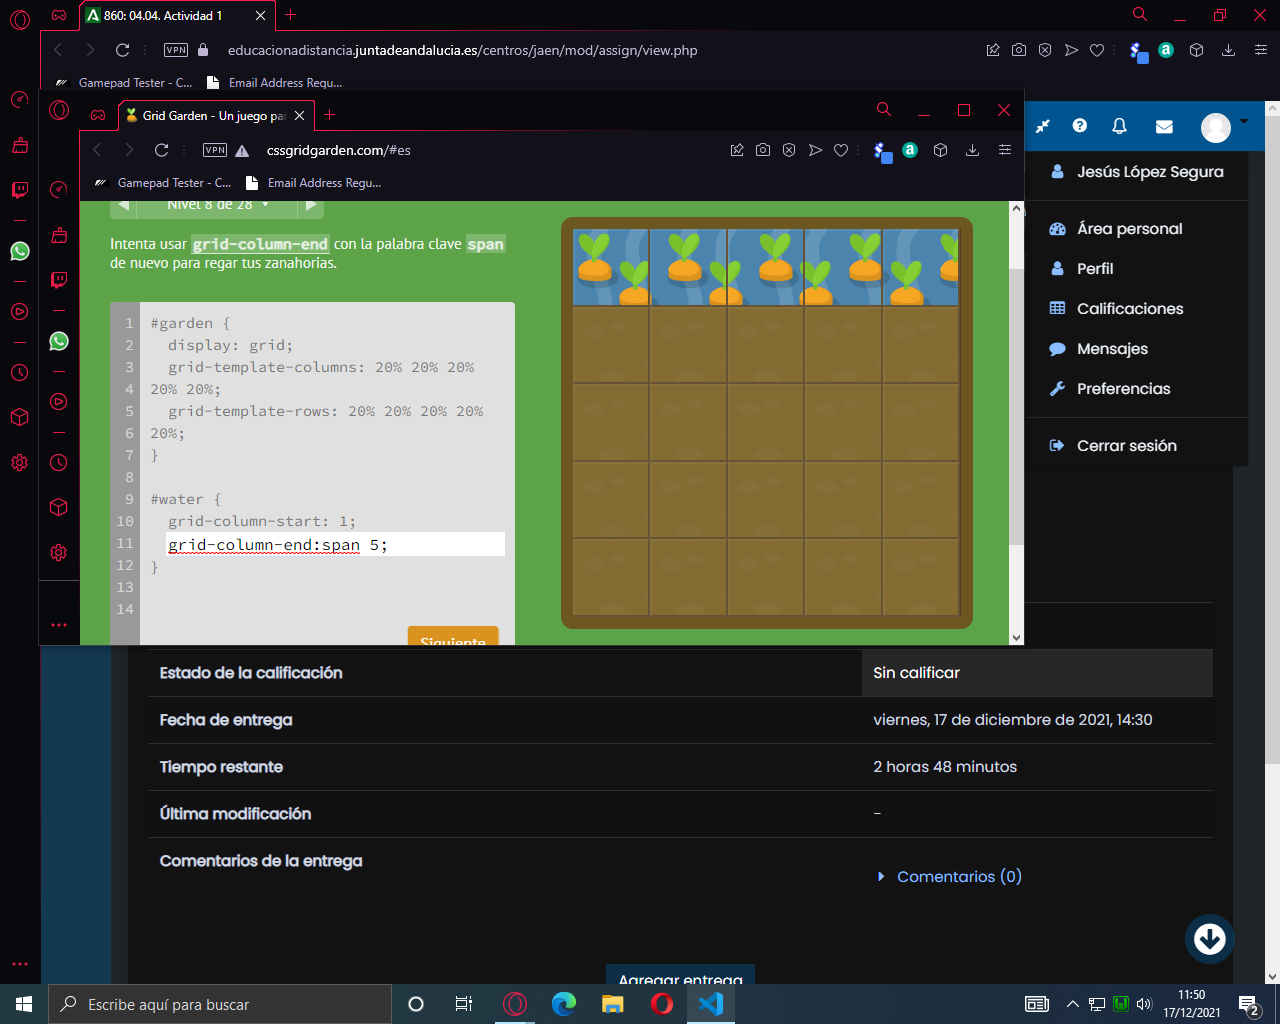 860: 04.04. Actividad 1
VPN
educacionadistancia.juntadeandalucia.es/centros/jaen/mod/assign/view.php
Gamepad Tester - C...
Email Address Requ...
Grid Garden - Un juego par
VPN
cssgridgarden.com/#es
Gamepad Tester - C...
Email Address Regu...
Nivel 8 de 28
Intenta usar grid-column-end con la palabra clave span
de nuevo para regar tus zanahorias.
1 #garden {
2 display: grid;
3 grid-template-columns: 20% 20% 20%
4 20% 20%;
5 grid-template-rows: 20% 20% 20% 20%
6 20%;
7 }
8
9 #water {
10 grid-column-start: 1;
11 grid-column-end:span 5;
12 }
13
14
Siguiente
Jesús López Segura
Área personal
Perfil
Calificaciones
Mensajes
Preferencias
Cerrar sesión
Estado de la calificación Sin calificar
Fecha de entrega viernes, 17 de diciembre de 2021, 14:30
Tiempo restante 2 horas 48 minutos
Última modificación -
Comentarios de la entrega
Comentarios (0)
Agregar entrega
Escribe aquí para buscar
11:50
17/12/2021
2